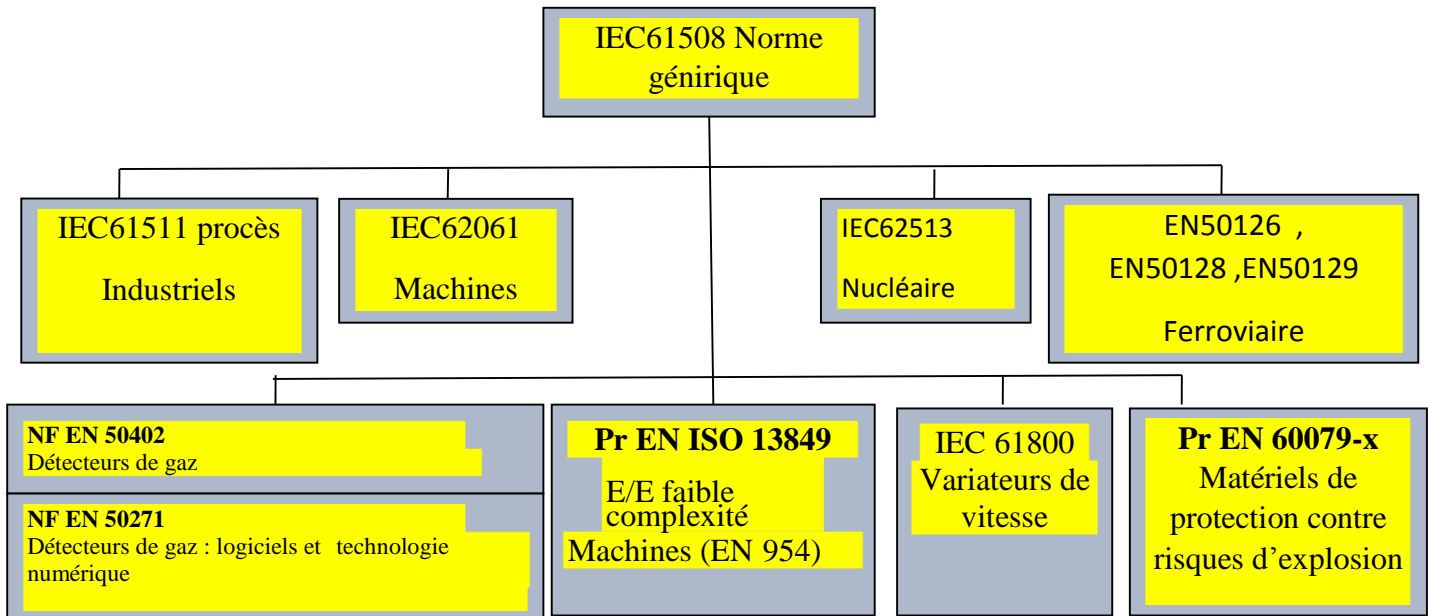 IEC61508 Norme
génirique
IEC61511 procès
Industriels
IEC62061
Machines
IEC62513
Nucléaire
EN50126 ,
EN50128 ,EN50129
Ferroviaire
NF EN 50402
Détecteurs de gaz
NF EN 50271
Détecteurs de gaz : logiciels et technologie
numérique
Pr EN ISO 13849
E/E faible
complexité
Machines (EN 954)
IEC 61800
Variateurs de
vitesse
Pr EN 60079-x
Matériels de
protection contre
risques d’explosion